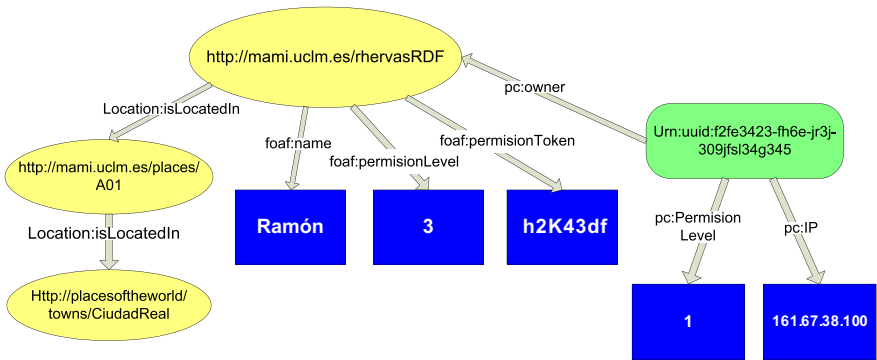 http://mami.uclm.es/rhervasRDF
pc:owner
Location:isLocatedIn
foaf:name
foaf:permisionToken
foaf:permisionLevel
Urn:uuid:f2fe3423-fh6e-jr3j-
309jfsl34g345
http://mami.uclm.es/places/
A01
Ramón
3
h2K43df
Location:isLocatedIn
pc:Permision
Level
pc:IP
Http://placesoftheworld/
towns/CiudadReal
1
161.67.38.100